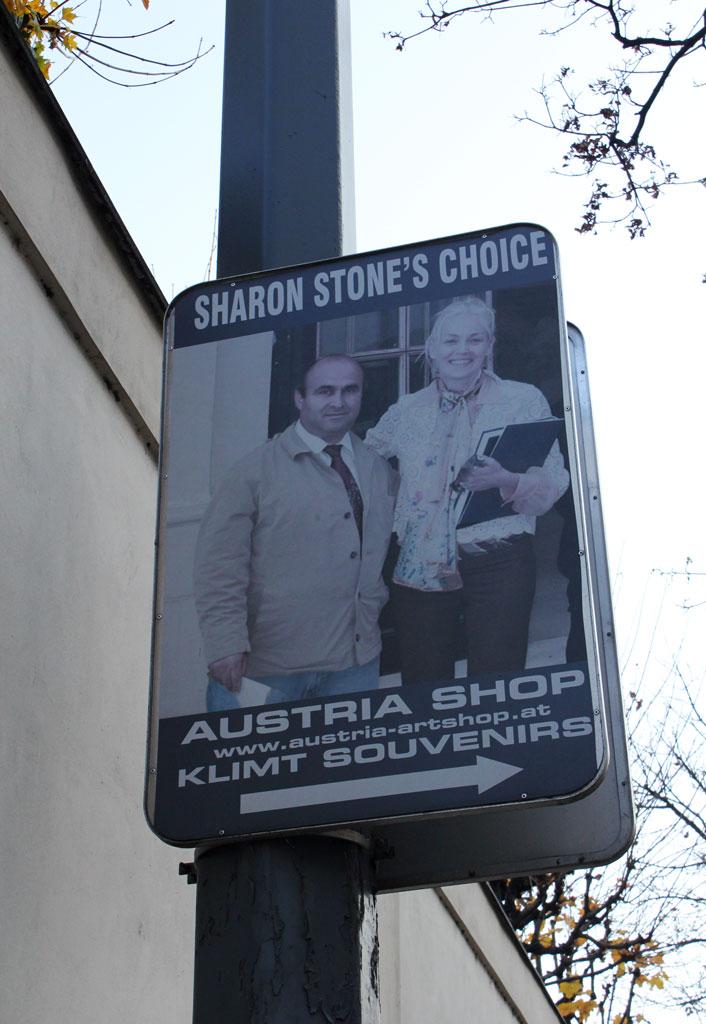 SHARON STONE'S CHOICE
AUSTRIA SHOP
www.austria-artshop.at
KLIMT SOUVENIRS